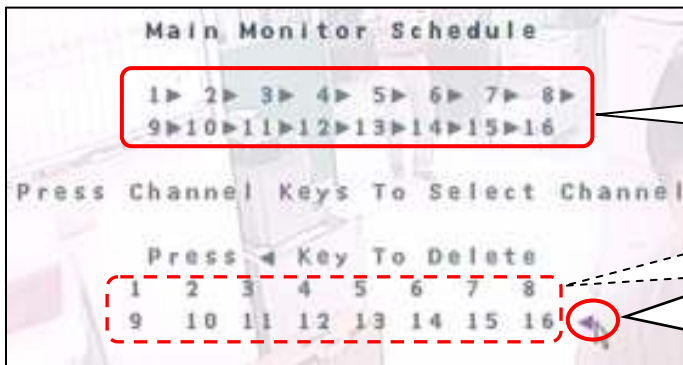 Main Monitor Schedule
1▶ 2▶ 3▶ 4▶ 5▶ 6▶ 7▶ 8▶
9▶10▶11▶12▶13▶14▶15▶16
Press Channel Keys To Select Channel
Press ◀ Key To Delete
1 2 3 4 5 6 7 8
9 10 11 12 13 14 15 16 ◀